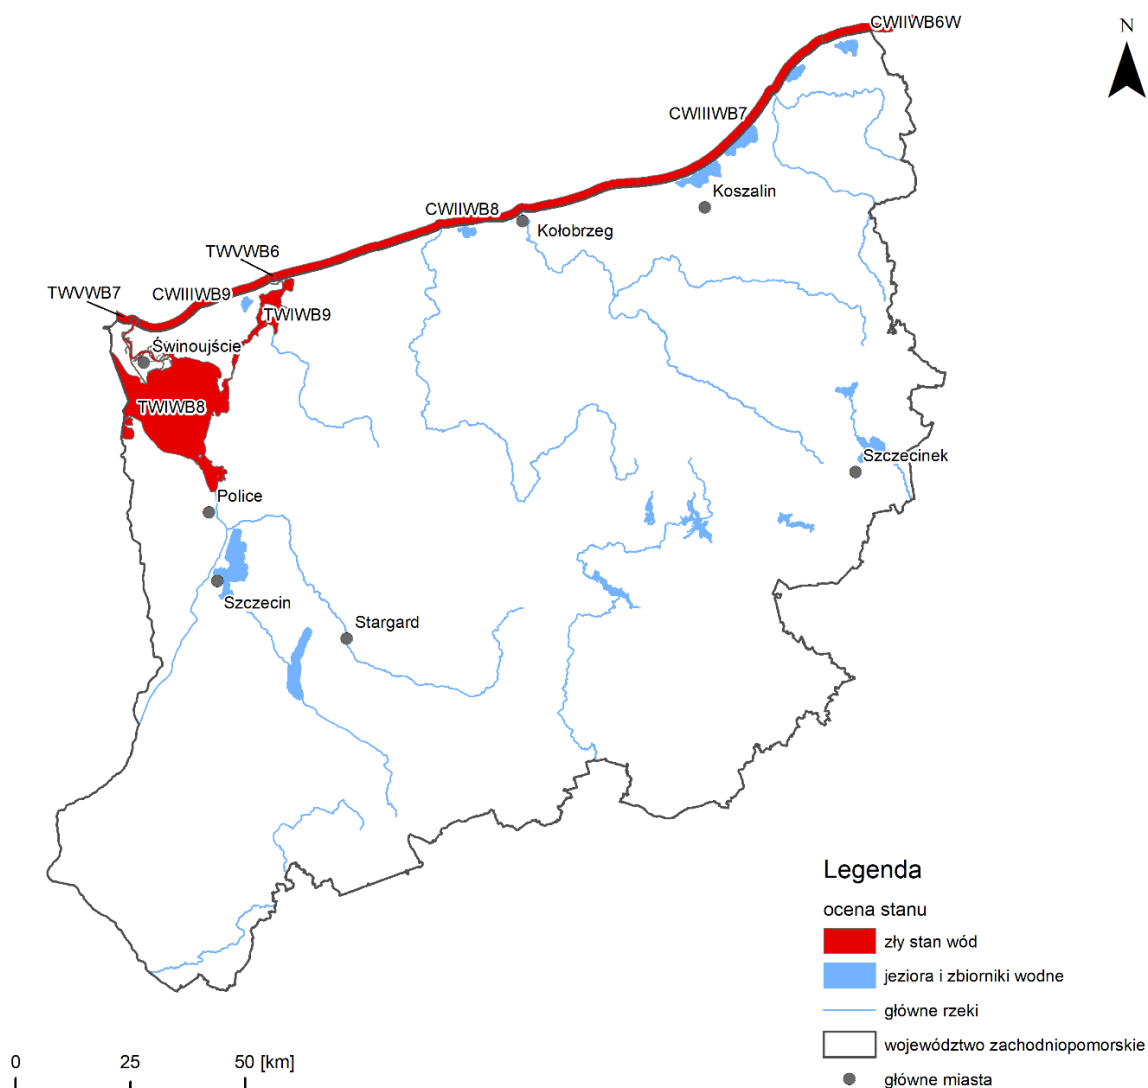 CWIIWB6W
N
CWIIIWB7
Koszalin
CWIIWB8
Kołobrzeg
TWVWB6
TWVWB7
CWIIIWB9
TWIWB9
Świnoujście
TWIWB8
Szczecinek
Police
Szczecin
Stargard
Legenda
ocena stanu
zły stan wód
jeziora i zbiorniki wodne
główne rzeki
województwo zachodniopomorskie
główne miasta
0 25 50 [km]